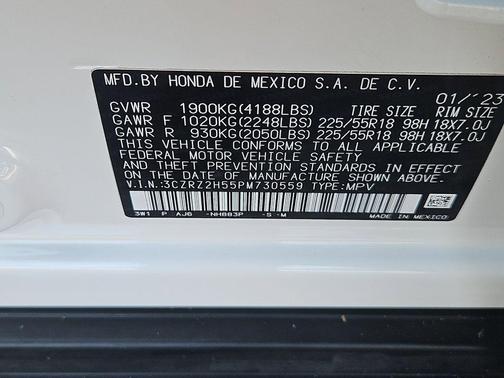 MFD.BY HONDA DE MEXICO S.A. DE C.V. 01/'23
GVWR 1900KG(4188LBS) TIRE SIZE RIM SIZE
GAWR F 1020KG(2248LBS) 225/55R18 98H 18X7.0J
GAWR R 930KG(2050LBS) 225/55R18 98H 18X7.0J
THIS VEHICLE CONFORMS TO ALL APPLICABLE
FEDERAL MOTOR VEHICLE SAFETY
STANDARDS IN EFFECT ON THE DATE
OF MANUFACTURE SHOWN ABOVE.
V.I.N:3CZRZ2H55PM730559 TYPE:MPV
3W1 P AJ6 -NH883P -S-M MADE IN MEXICO